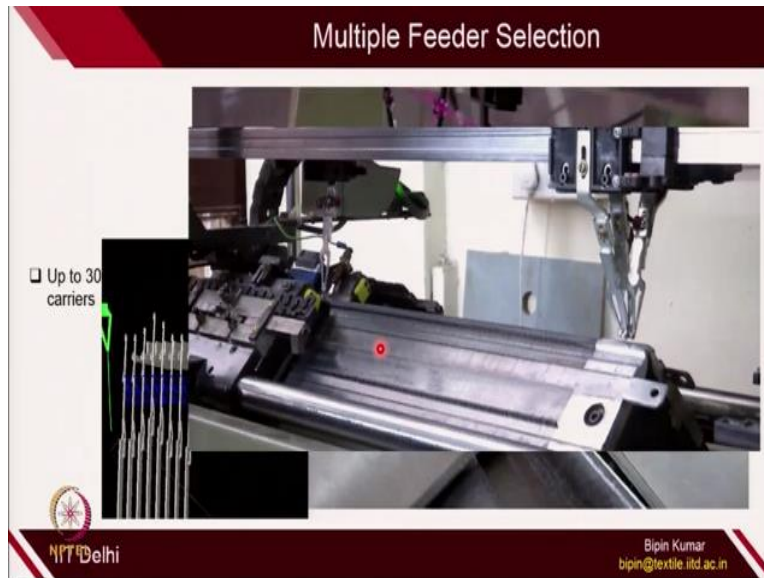 Multiple Feeder Selection
Up to 30
carriers
NPTEL
IIT Delhi
Bipin Kumar
bipin@textile.iitd.ac.in